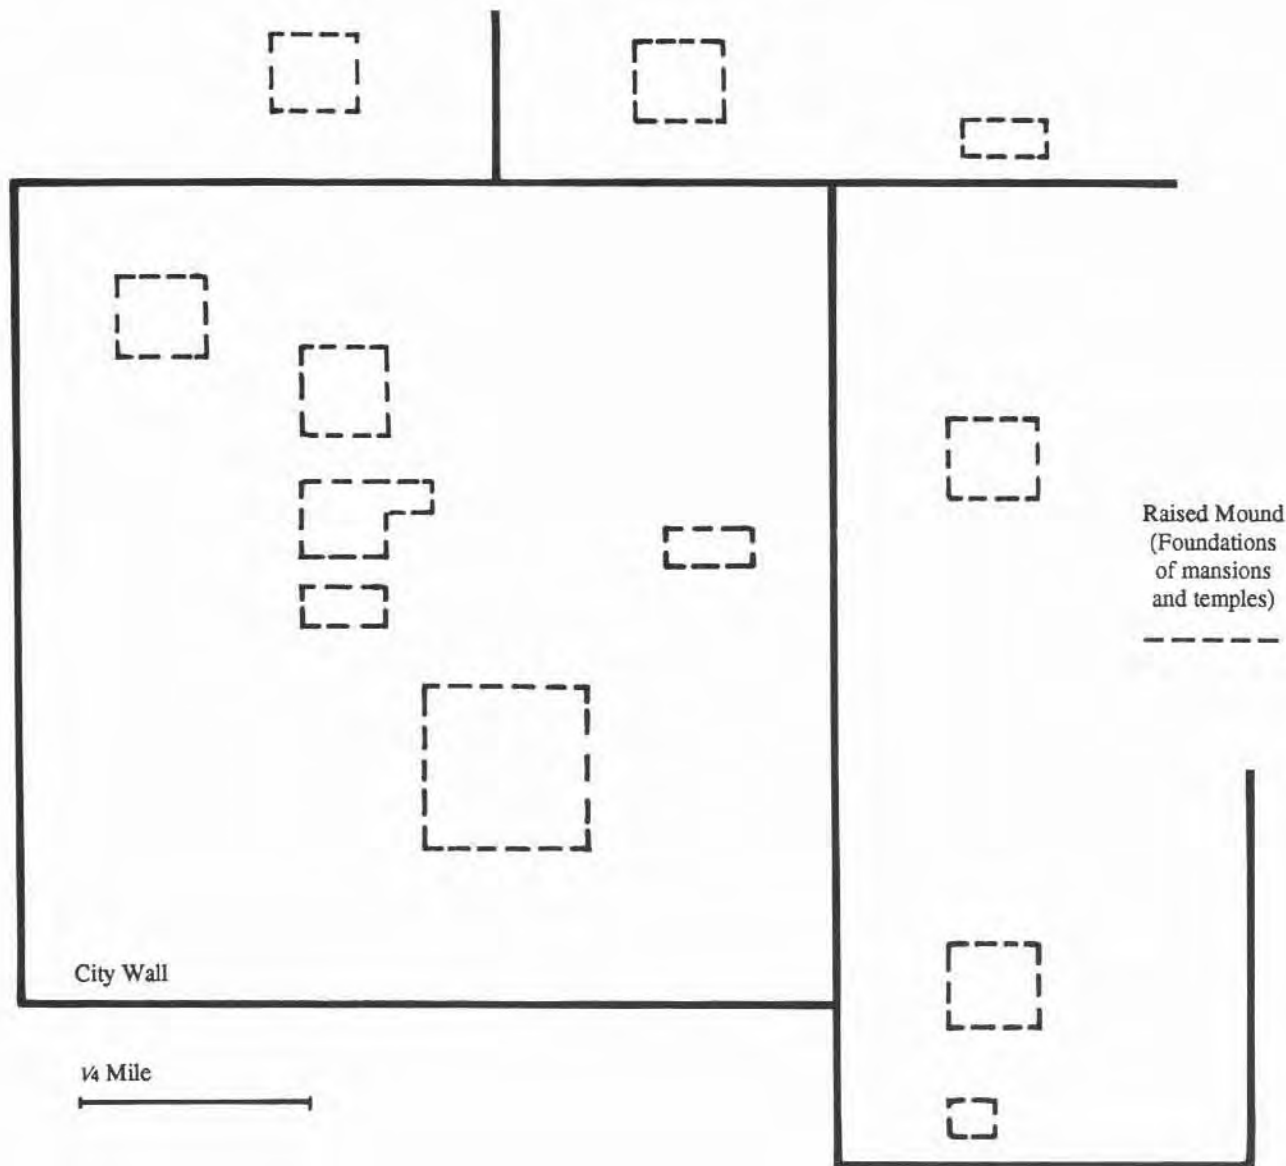 Raised Mound
(Foundations
of mansions
and temples)
City Wall
1/4 Mile